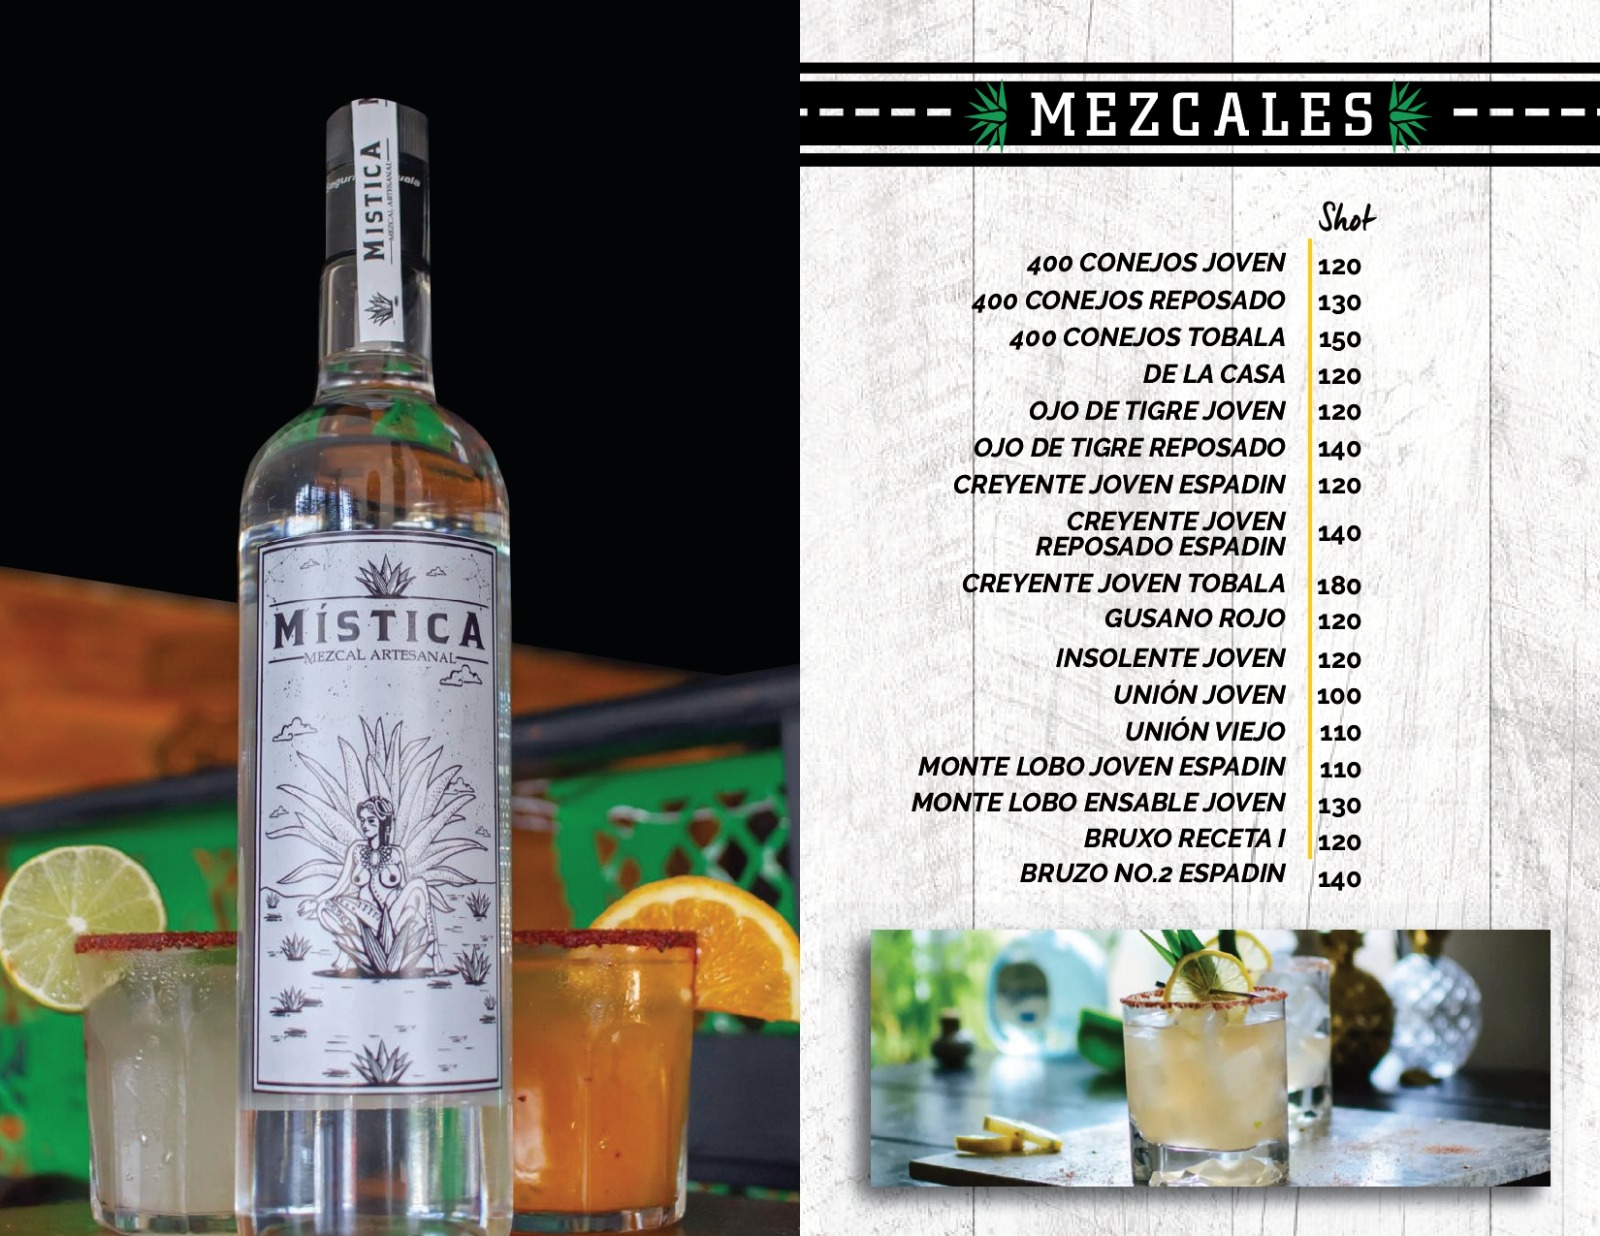 MISTICA
MEZCAL ARTESANAL
MÍSTICA
MEZCAL ARTESANAL
MEZCALES
Shot
400 CONEJOS JOVEN 120
400 CONEJOS REPOSADO 130
400 CONEJOS TOBALA 150
DE LA CASA 120
OJO DE TIGRE JOVEN 120
OJO DE TIGRE REPOSADO 140
CREYENTE JOVEN ESPADIN 120
CREYENTE JOVEN
REPOSADO ESPADIN 140
CREYENTE JOVEN TOBALA 180
GUSANO ROJO 120
INSOLENTE JOVEN 120
UNIÓN JOVEN 100
UNIÓN VIEJO 110
MONTE LOBO JOVEN ESPADIN 110
MONTE LOBO ENSABLE JOVEN 130
BRUXO RECETA I 120
BRUZO NO.2 ESPADIN 140